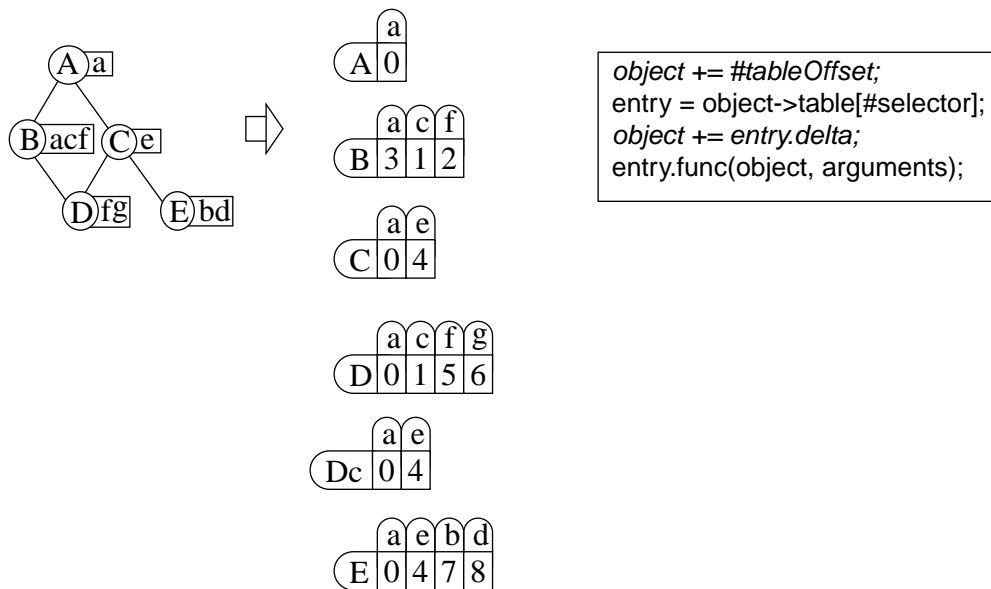 A a
B acf
C e
D fg
E bd
a
A 0
a c f
B 3 1 2
a e
C 0 4
a c f g
D 0 1 5 6
a e
Dc 0 4
a e b d
E 0 4 7 8
object += #tableOffset;
entry = object->table[#selector];
object += entry.delta;
entry.func(object, arguments);